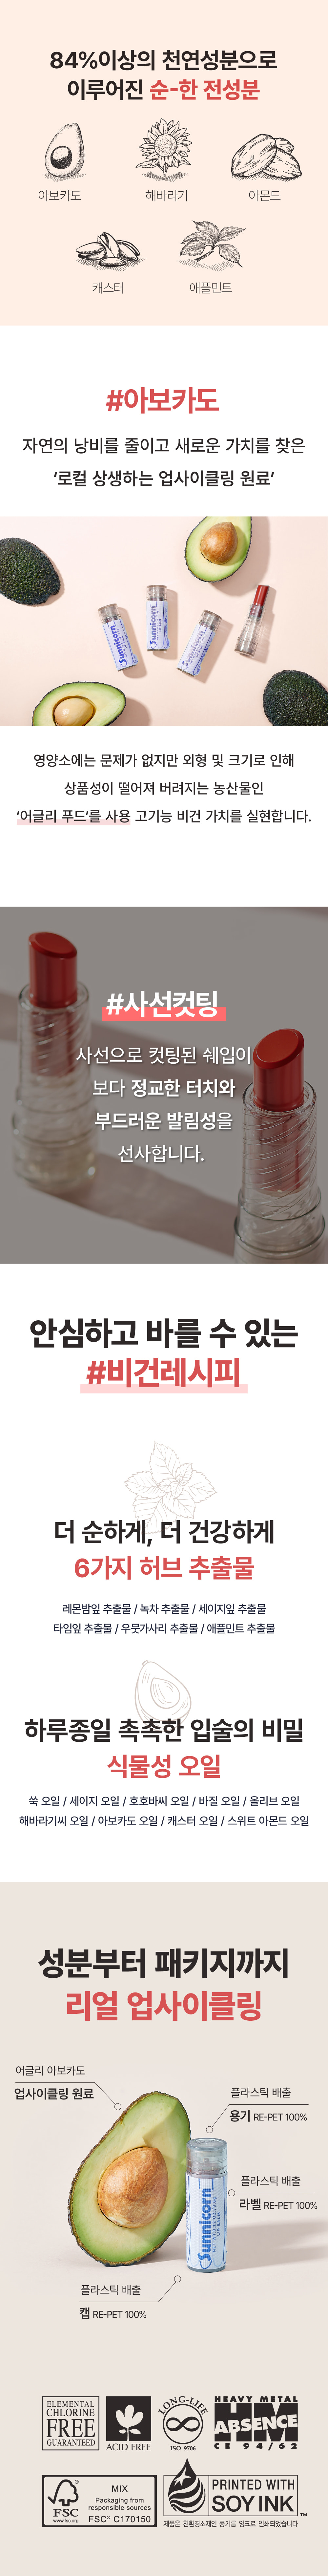 84%이상의 천연성분으로
이루어진 순-한 전성분
아보카도
해바라기
아몬드
캐스터
애플민트
#아보카도
자연의 낭비를 줄이고 새로운 가치를 찾은
‘로컬 상생하는 업사이클링 원료’
Sunnicorn
Sunnicorn
영양소에는 문제가 없지만 외형 및 크기로 인해
상품성이 떨어져 버려지는 농산물인
‘어글리 푸드’를 사용 고기능 비건 가치를 실현합니다.
#사선컷팅
사선으로 컷팅된 쉐입이
보다 정교한 터치와
부드러운 발림성을
선사합니다.
안심하고 바를 수 있는
#비건레시피
더 순하게, 더 건강하게
6가지 허브 추출물
레몬밤잎 추출물 / 녹차 추출물 / 세이지잎 추출물
타임잎 추출물 / 우뭇가사리 추출물 / 애플민트 추출물
하루종일 촉촉한 입술의 비밀
식물성 오일
쑥 오일 / 세이지 오일 / 호호바씨 오일 / 바질 오일 / 올리브 오일
해바라기씨 오일 / 아보카도 오일 / 캐스터 오일 / 스위트 아몬드 오일
성분부터 패키지까지
리얼 업사이클링
어글리 아보카도
업사이클링 원료
플라스틱 배출
용기 RE-PET 100%
플라스틱 배출
라벨 RE-PET 100%
Sunnicorn
LIP BALM
플라스틱 배출
캡 RE-PET 100%
ELEMENTAL
CHLORINE
FREE
GUARANTEED
ACID FREE
LONG-LIFE
ISO 9706
HEAVY METAL
HM
ABSENCE
CE 94/62
FSC
www.fsc.org
MIX
Packaging from
responsible sources
FSC® C170150
PRINTED WITH
SOY INK™
제품은 친환경소재인 콩기름 잉크로 인쇄되었습니다